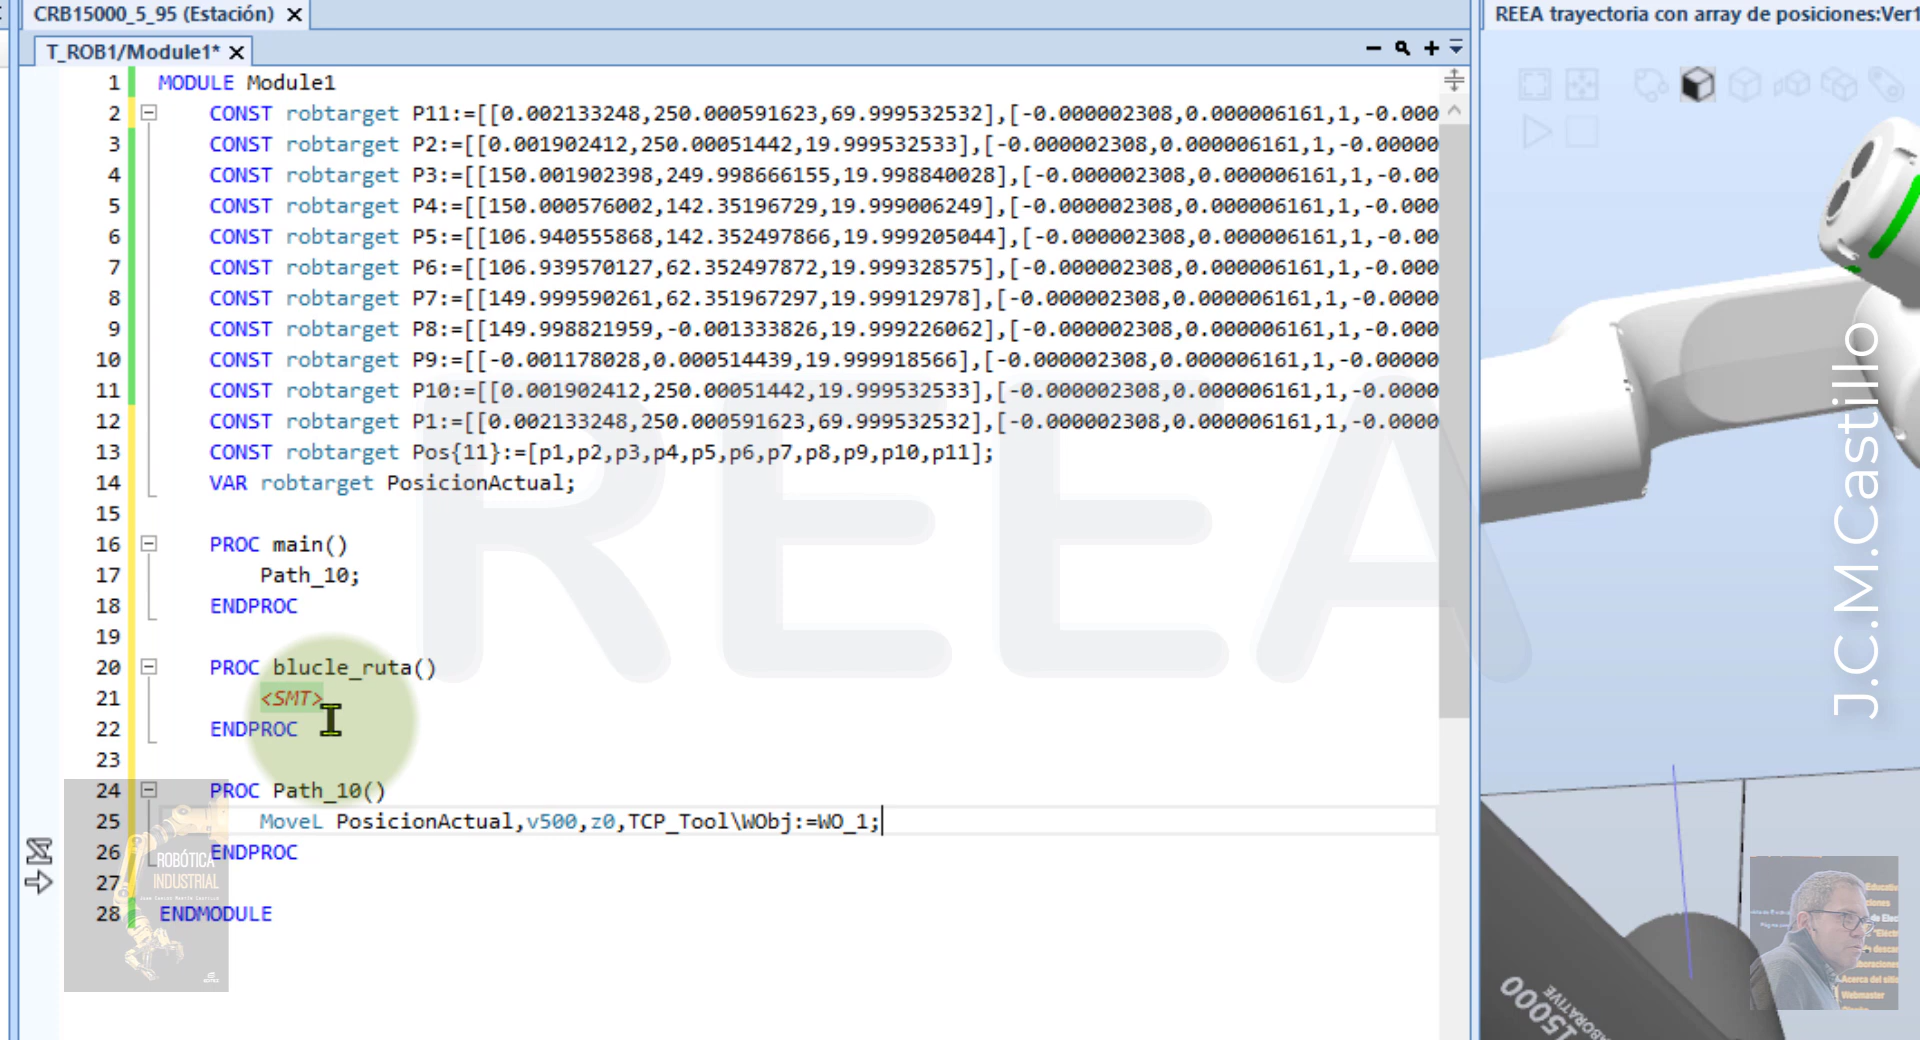 CRB15000_5_95 (Estación)
REEA trayectoria con array de posiciones:Ver1
T_ROB1/Module1*
1 MODULE Module1
2 CONST robtarget P11:=[[0.002133248,250.000591623,69.999532532],[-0.000002308,0.000006161,1,-0.000
3 CONST robtarget P2:=[[0.001902412,250.00051442,19.999532533],[-0.000002308,0.000006161,1,-0.00000
4 CONST robtarget P3:=[[150.001902398,249.998666155,19.998840028],[-0.000002308,0.000006161,1,-0.00
5 CONST robtarget P4:=[[150.000576002,142.35196729,19.999006249],[-0.000002308,0.000006161,1,-0.000
6 CONST robtarget P5:=[[106.940555868,142.352497866,19.999205044],[-0.000002308,0.000006161,1,-0.00
7 CONST robtarget P6:=[[106.939570127,62.352497872,19.999328575],[-0.000002308,0.000006161,1,-0.000
8 CONST robtarget P7:=[[149.999590261,62.351967297,19.99912978],[-0.000002308,0.000006161,1,-0.0000
9 CONST robtarget P8:=[[149.998821959,-0.001333826,19.999226062],[-0.000002308,0.000006161,1,-0.000
10 CONST robtarget P9:=[[-0.001178028,0.000514439,19.999918566],[-0.000002308,0.000006161,1,-0.00000
11 CONST robtarget P10:=[[0.001902412,250.00051442,19.999532533],[-0.000002308,0.000006161,1,-0.0000
12 CONST robtarget P1:=[[0.002133248,250.000591623,69.999532532],[-0.000002308,0.000006161,1,-0.0000
13 CONST robtarget Pos{11}:=[p1,p2,p3,p4,p5,p6,p7,p8,p9,p10,p11];
14 VAR robtarget PosicionActual;
15
16 PROC main()
17 Path_10;
18 ENDPROC
19
20 PROC blucle_ruta()
21 <SMT>
22 ENDPROC
23
24 PROC Path_10()
25 MoveL PosicionActual,v500,z0,TCP_Tool\WObj:=WO_1;
26 ENDPROC
27
28 ENDMODULE
REEA
J.C.M.Castillo
ROBÓTICA
INDUSTRIAL
15000
Webmaster